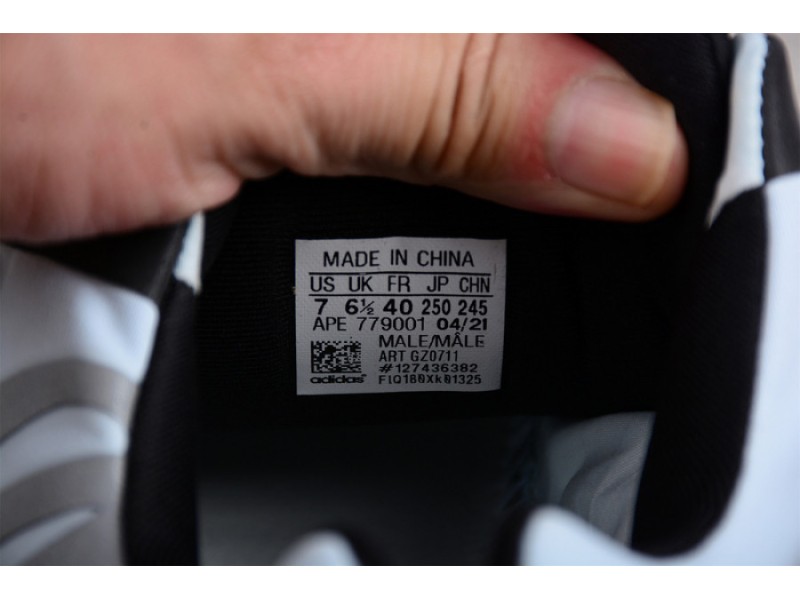 MADE IN CHINA
US UK FR JP CHN
7 6½ 40 250 245
APE 779001 04/21
MALE/MÂLE
ART GZ0711
#127436382
adidas® FIQ180XK01325